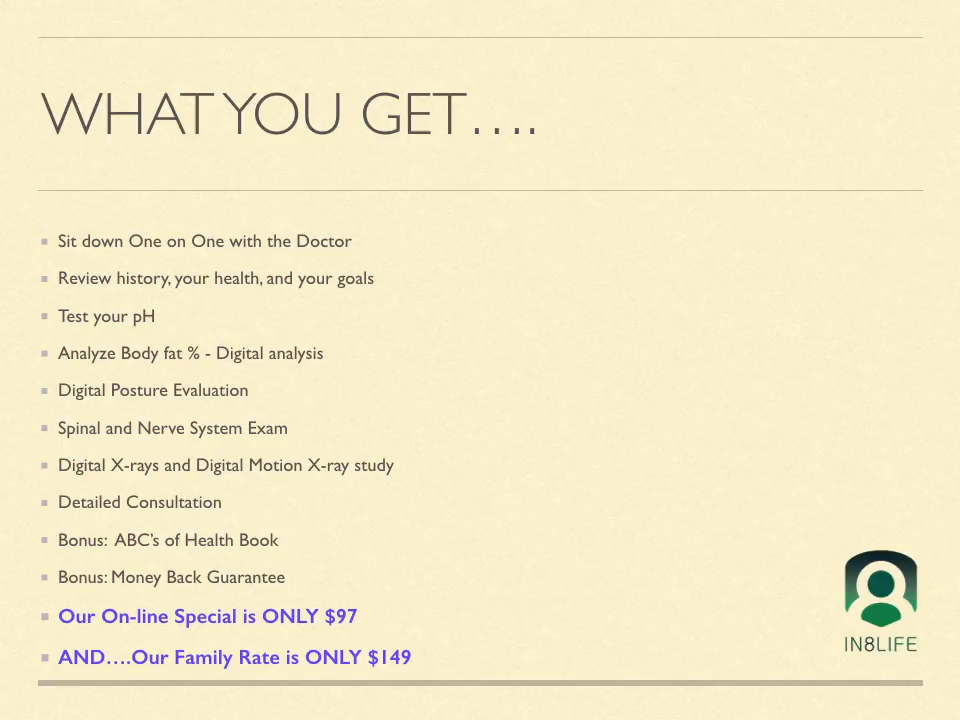 WHAT YOU GET….
Sit down One on One with the Doctor
Review history, your health, and your goals
Test your pH
Analyze Body fat % - Digital analysis
Digital Posture Evaluation
Spinal and Nerve System Exam
Digital X-rays and Digital Motion X-ray study
Detailed Consultation
Bonus: ABC’s of Health Book
Bonus: Money Back Guarantee
Our On-line Special is ONLY $97
AND….Our Family Rate is ONLY $149
IN8LIFE